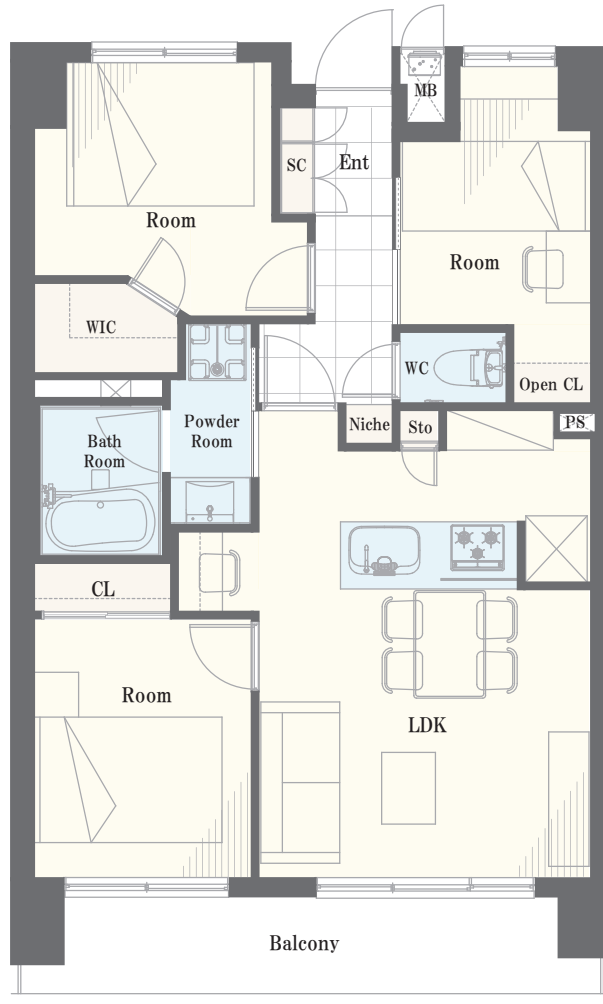 MB
SC
Ent
Room
Room
WIC
WC
Open CL
Powder
Room
Niche
Sto
PS
Bath
Room
CL
Room
LDK
Balcony